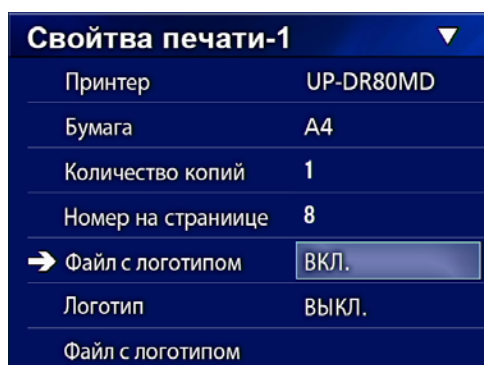 Свойтва печати-1
Принтер UP-DR80MD
Бумага A4
Количество копий 1
Номер на страниице 8
Файл с логотипом ВКЛ.
Логотип ВЫКЛ.
Файл с логотипом